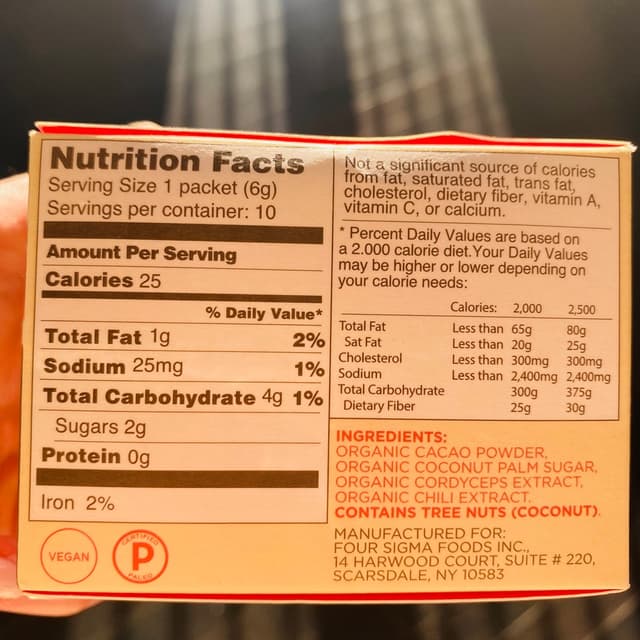 Nutrition Facts
Serving Size 1 packet (6g)
Servings per container: 10
Amount Per Serving
Calories 25
% Daily Value*
Total Fat 1g 2%
Sodium 25mg 1%
Total Carbohydrate 4g 1%
Sugars 2g
Protein 0g
Iron 2%
VEGAN
CERTIFIED
P
PALEO
Not a significant source of calories
from fat, saturated fat, trans fat,
cholesterol, dietary fiber, vitamin A,
vitamin C, or calcium.
* Percent Daily Values are based on
a 2.000 calorie diet.Your Daily Values
may be higher or lower depending on
your calorie needs:
Calories: 2,000 2,500
Total Fat Less than 65g 80g
Sat Fat Less than 20g 25g
Cholesterol Less than 300mg 300mg
Sodium Less than 2,400mg 2,400mg
Total Carbohydrate 300g 375g
Dietary Fiber 25g 30g
INGREDIENTS:
ORGANIC CACAO POWDER,
ORGANIC COCONUT PALM SUGAR,
ORGANIC CORDYCEPS EXTRACT,
ORGANIC CHILI EXTRACT.
CONTAINS TREE NUTS (COCONUT).
MANUFACTURED FOR:
FOUR SIGMA FOODS INC.,
14 HARWOOD COURT, SUITE # 220,
SCARSDALE, NY 10583